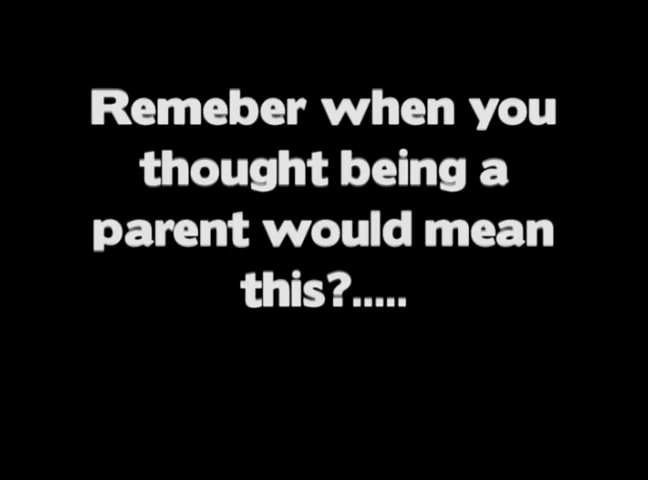 Remeber when you
thought being a
parent would mean
this?.....